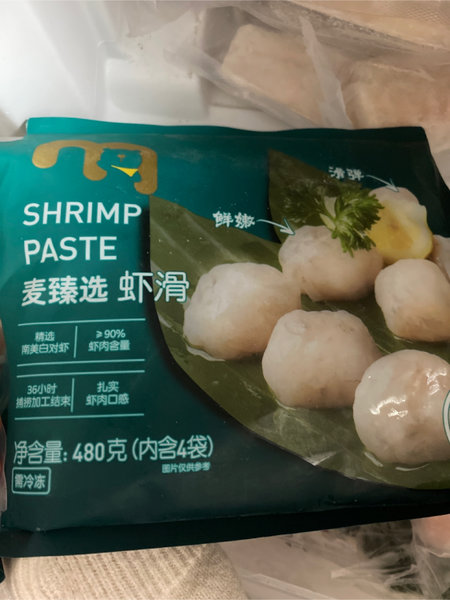 滑弹
鲜嫩
SHRIMP
PASTE
麦臻选 虾滑
精选
南美白对虾
≥90%
虾肉含量
36小时
捕捞加工结束
扎实
虾肉口感
净含量: 480克 (内含4袋)
图片仅供参考
需冷冻